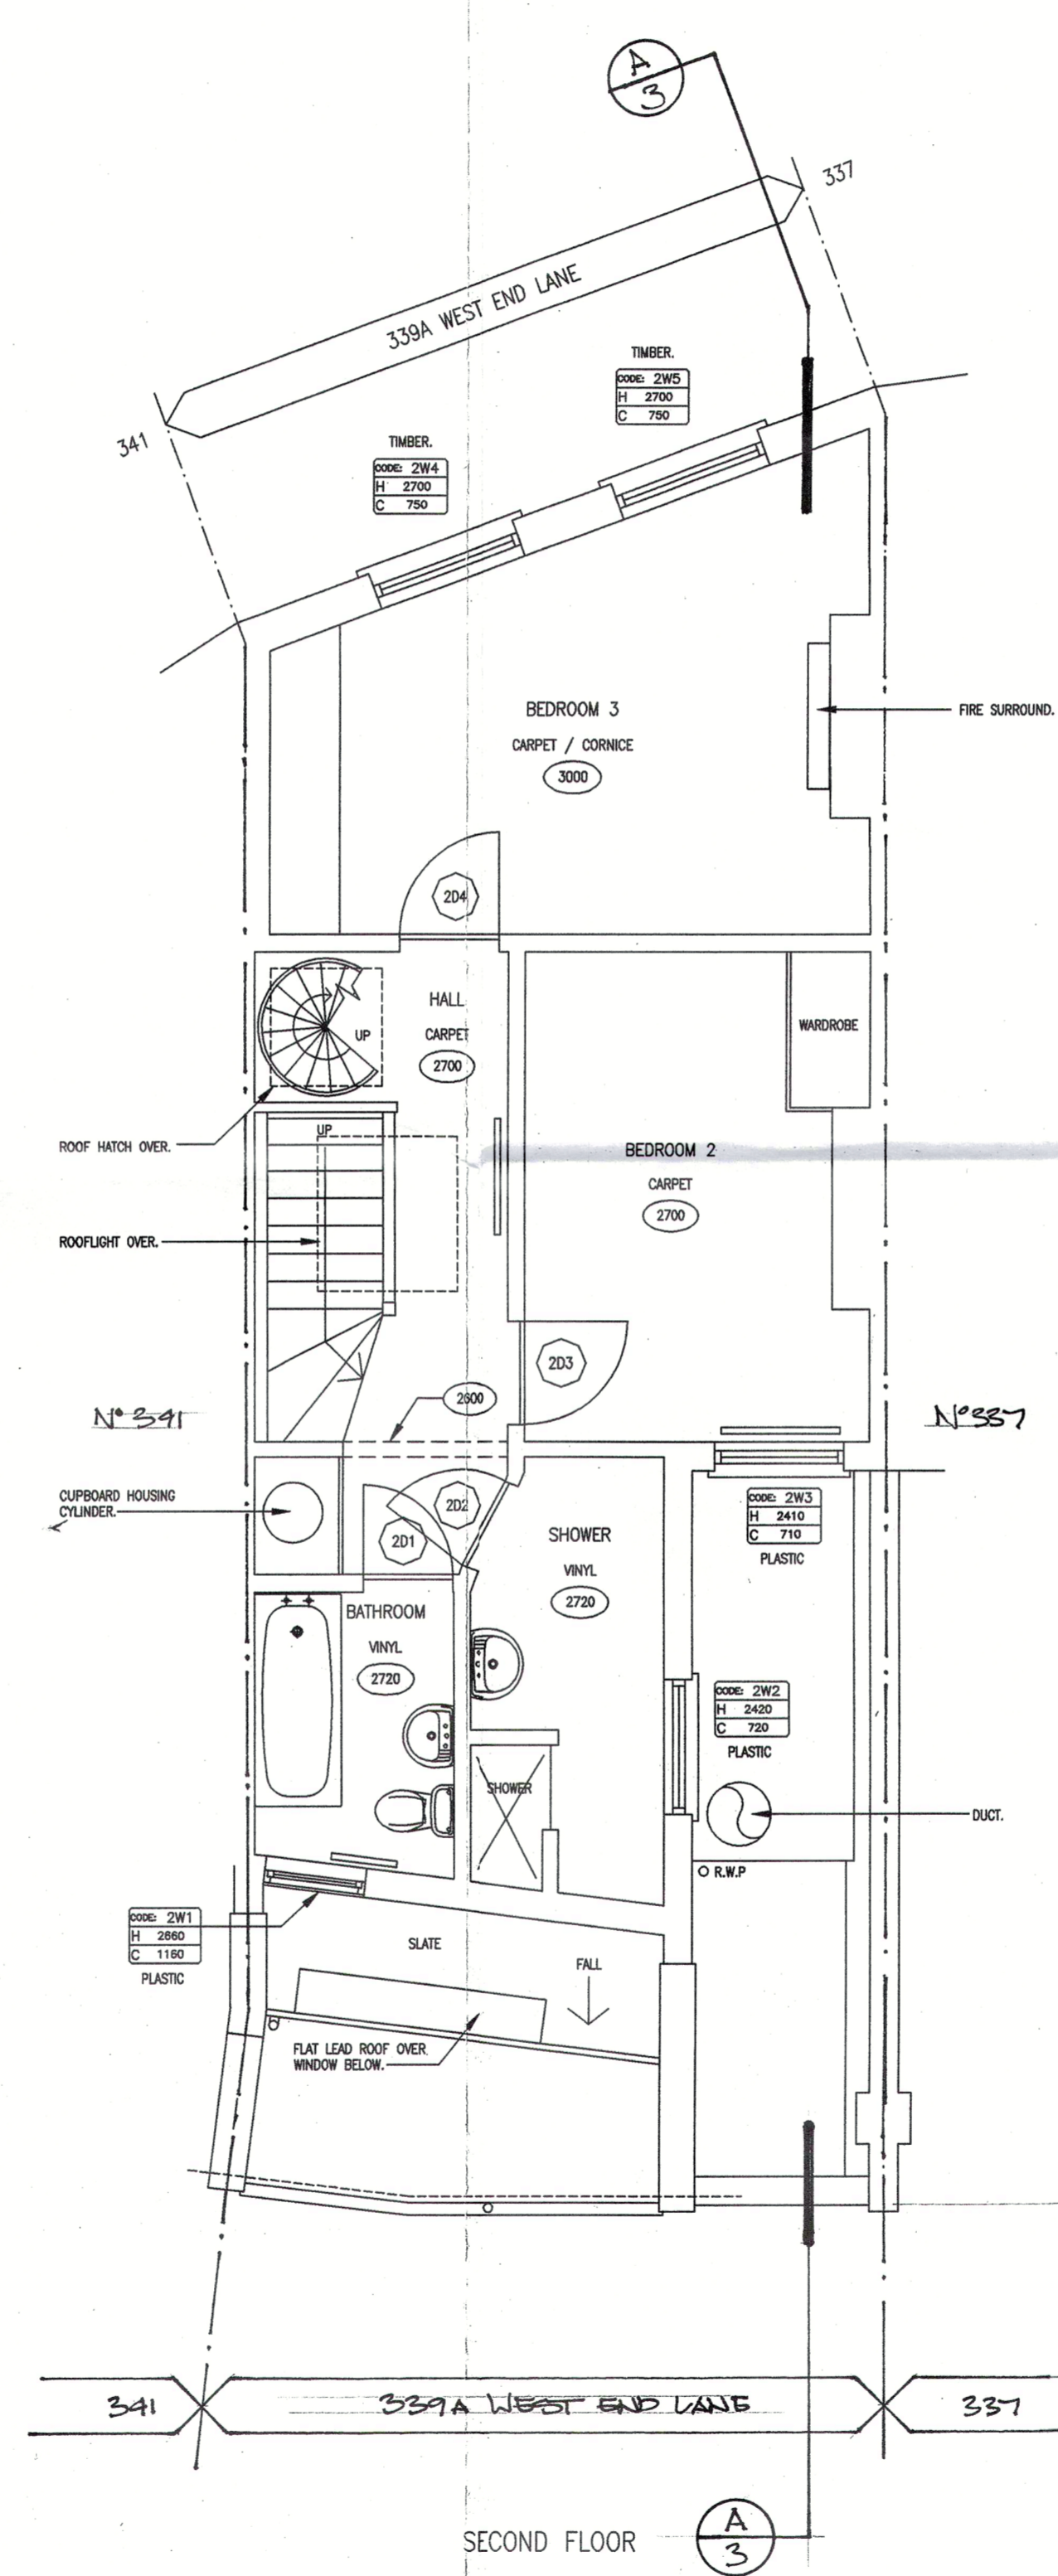 A
3
337
339A WEST END LANE
341
TIMBER.
CODE: 2W5
H 2700
C 750
TIMBER.
CODE: 2W4
H 2700
C 750
BEDROOM 3
CARPET / CORNICE
3000
FIRE SURROUND.
2D4
HALL
CARPET
2700
UP
WARDROBE
ROOF HATCH OVER.
UP
BEDROOM 2
CARPET
2700
ROOFLIGHT OVER.
2D3
2600
N° 341
N° 337
CUPBOARD HOUSING
CYLINDER.
2D2
2D1
CODE: 2W3
H 2410
C 710
PLASTIC
SHOWER
VINYL
2720
BATHROOM
VINYL
2720
CODE: 2W2
H 2420
C 720
PLASTIC
SHOWER
DUCT.
R.W.P
CODE: 2W1
H 2660
C 1160
PLASTIC
SLATE
FALL
FLAT LEAD ROOF OVER
WINDOW BELOW.
341
339A WEST END LANE
337
SECOND FLOOR
A
3